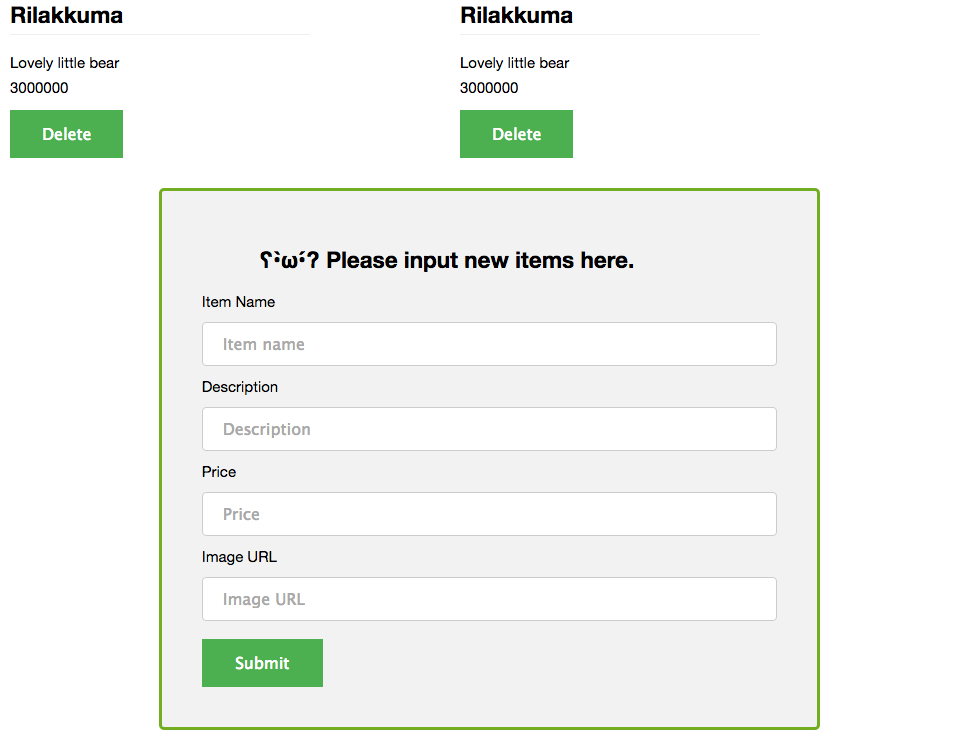 Rilakkuma
Lovely little bear
3000000
Delete
Rilakkuma
Lovely little bear
3000000
Delete
ʕ•̀ω•́ʔ Please input new items here.
Item Name
Item name
Description
Description
Price
Price
Image URL
Image URL
Submit